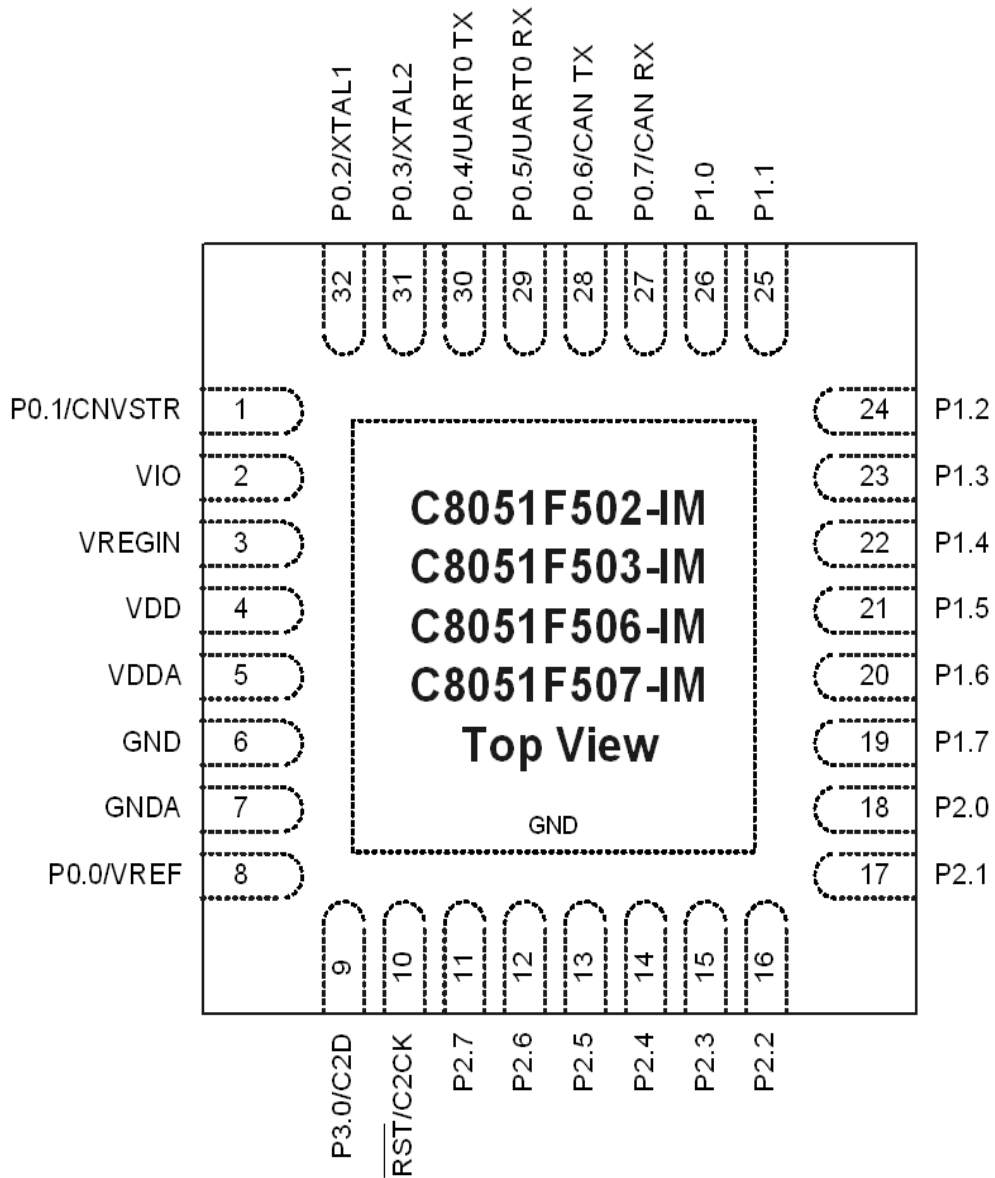 P0.2/XTAL1
P0.3/XTAL2
P0.4/UART0 TX
P0.5/UART0 RX
P0.6/CAN TX
P0.7/CAN RX
P1.0
P1.1
32
31
30
29
28
27
26
25
P0.1/CNVSTR
1
VIO
2
VREGIN
3
VDD
4
VDDA
5
GND
6
GNDA
7
P0.0/VREF
8
C8051F502-IM
C8051F503-IM
C8051F506-IM
C8051F507-IM
Top View
GND
24
P1.2
23
P1.3
22
P1.4
21
P1.5
20
P1.6
19
P1.7
18
P2.0
17
P2.1
9
10
11
12
13
14
15
16
P3.0/C2D
RST/C2CK
P2.7
P2.6
P2.5
P2.4
P2.3
P2.2